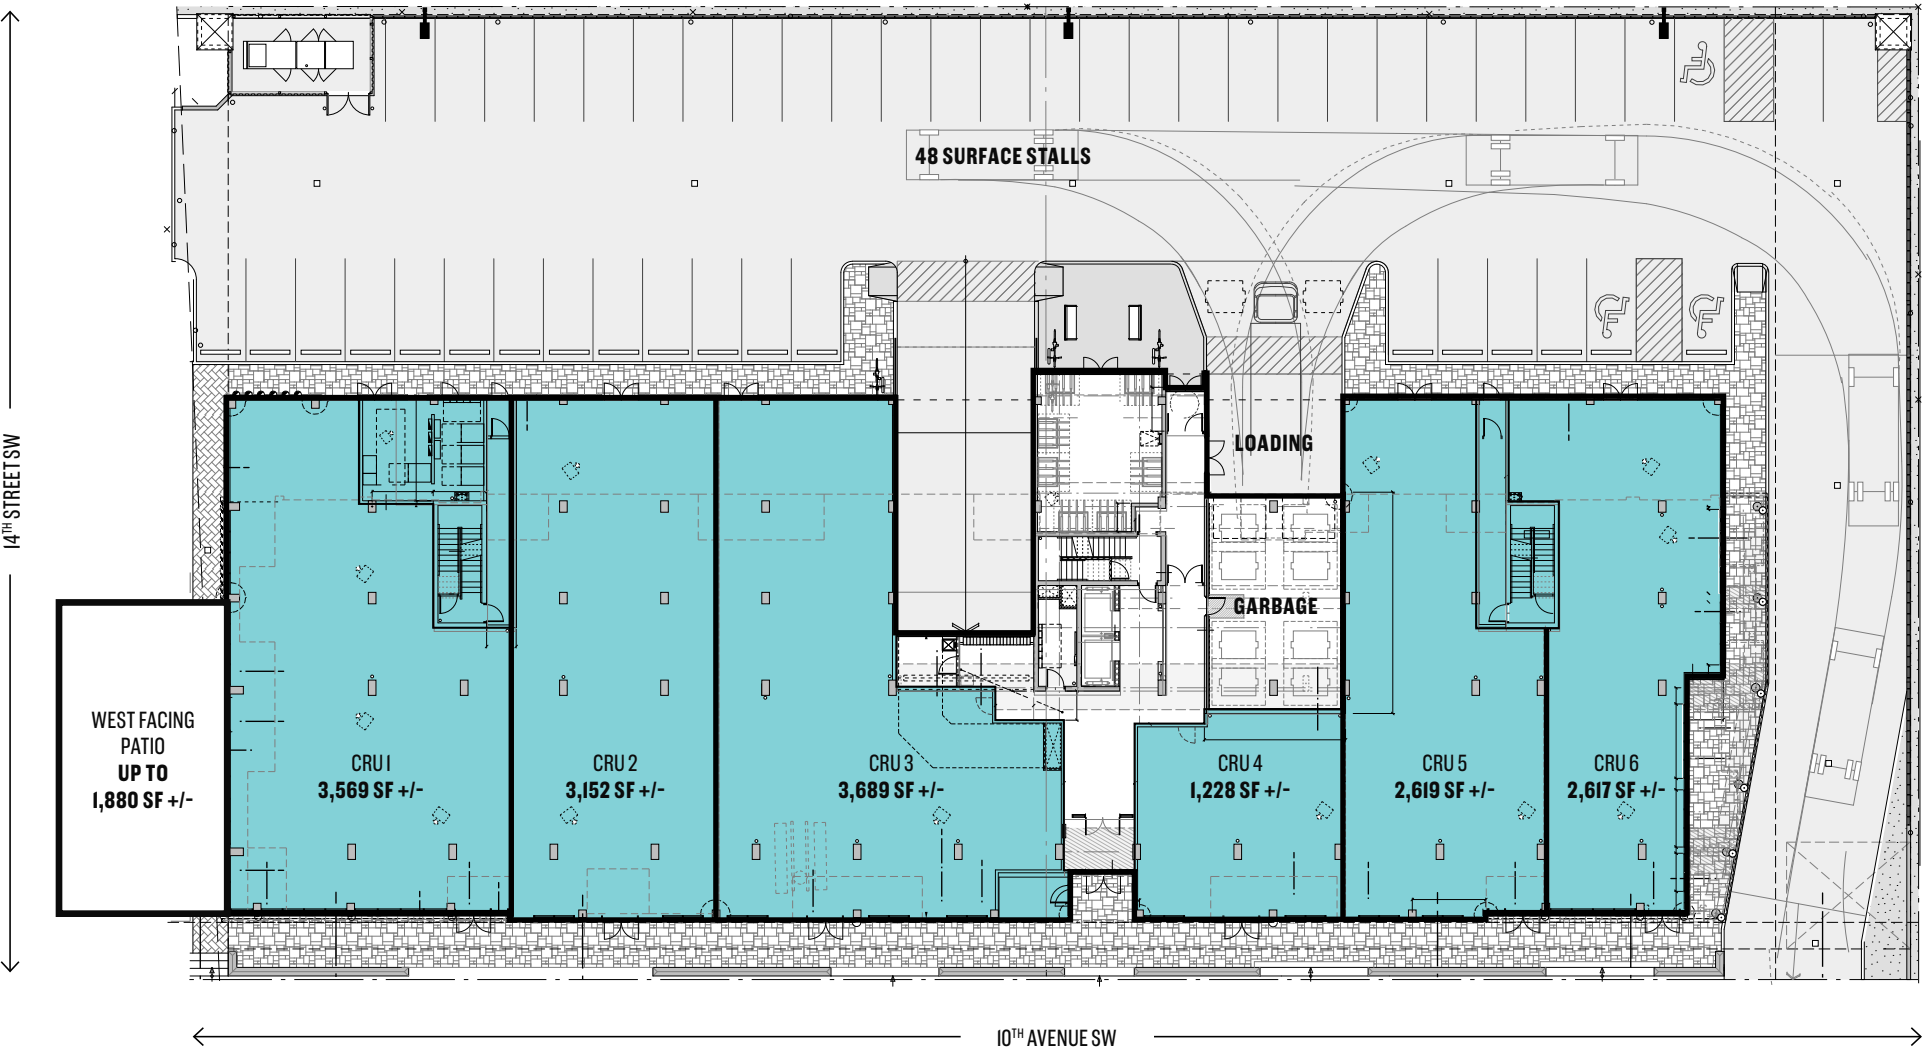 48 SURFACE STALLS
14TH STREET SW
LOADING
GARBAGE
WEST FACING
PATIO
UP TO
1,880 SF +/-
CRU 1
3,569 SF +/-
CRU 2
3,152 SF +/-
CRU 3
3,689 SF +/-
CRU 4
1,228 SF +/-
CRU 5
2,619 SF +/-
CRU 6
2,617 SF +/-
10TH AVENUE SW